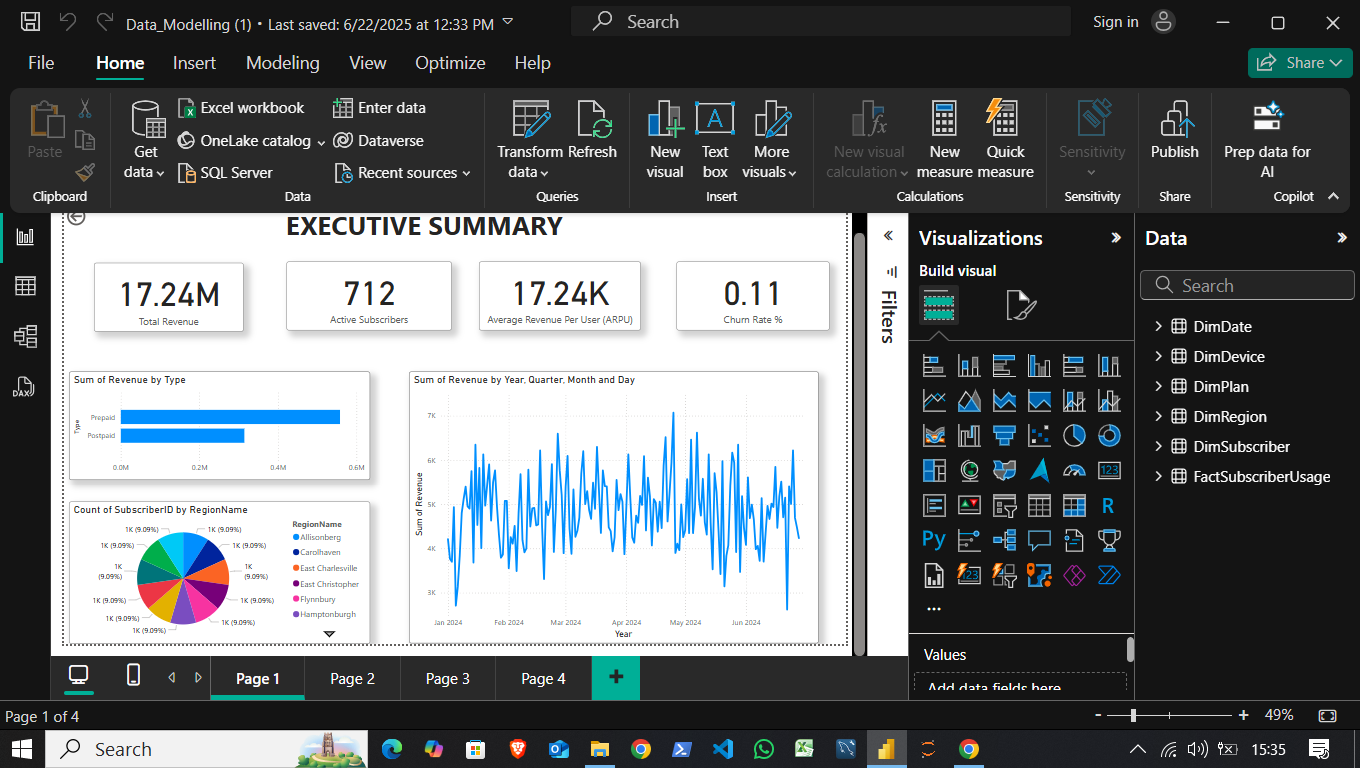 Data_Modelling (1) • Last saved: 6/22/2025 at 12:33 PM
Search
Sign in
File
Home
Insert
Modeling
View
Optimize
Help
Share
Paste
Clipboard
Get data
Excel workbook
OneLake catalog
SQL Server
Enter data
Dataverse
Recent sources
Data
Transform data
Refresh
Queries
New visual
Text box
More visuals
Insert
New visual calculation
New measure
Quick measure
Calculations
Sensitivity
Sensitivity
Publish
Share
Prep data for AI
Copilot
EXECUTIVE SUMMARY
17.24M
Total Revenue
712
Active Subscribers
17.24K
Average Revenue Per User (ARPU)
0.11
Churn Rate %
Sum of Revenue by Type
Type
Prepaid
Postpaid
0.0M
0.2M
0.4M
0.6M
Count of SubscriberID by RegionName
1K (9.09%)
1K (9.09%)
1K (9.09%)
1K (9.09%)
1K (9.09%)
1K (9.09%)
1K (9.09%)
1K (9.09%)
1K (9.09%)
1K (9.09%)
1K (9.09%)
RegionName
Allisonberg
Carolhaven
East Charlesville
East Christopher
Flynnbury
Hamptonburgh
Sum of Revenue by Year, Quarter, Month and Day
Sum of Revenue
7K
6K
5K
4K
3K
Jan 2024
Feb 2024
Mar 2024
Apr 2024
May 2024
Jun 2024
Year
Filters
Visualizations
Build visual
123
R
Py
123
Values
Add data fields here
Data
Search
DimDate
DimDevice
DimPlan
DimRegion
DimSubscriber
FactSubscriberUsage
DAX
Page 1
Page 2
Page 3
Page 4
Page 1 of 4
49%
Search
15:35